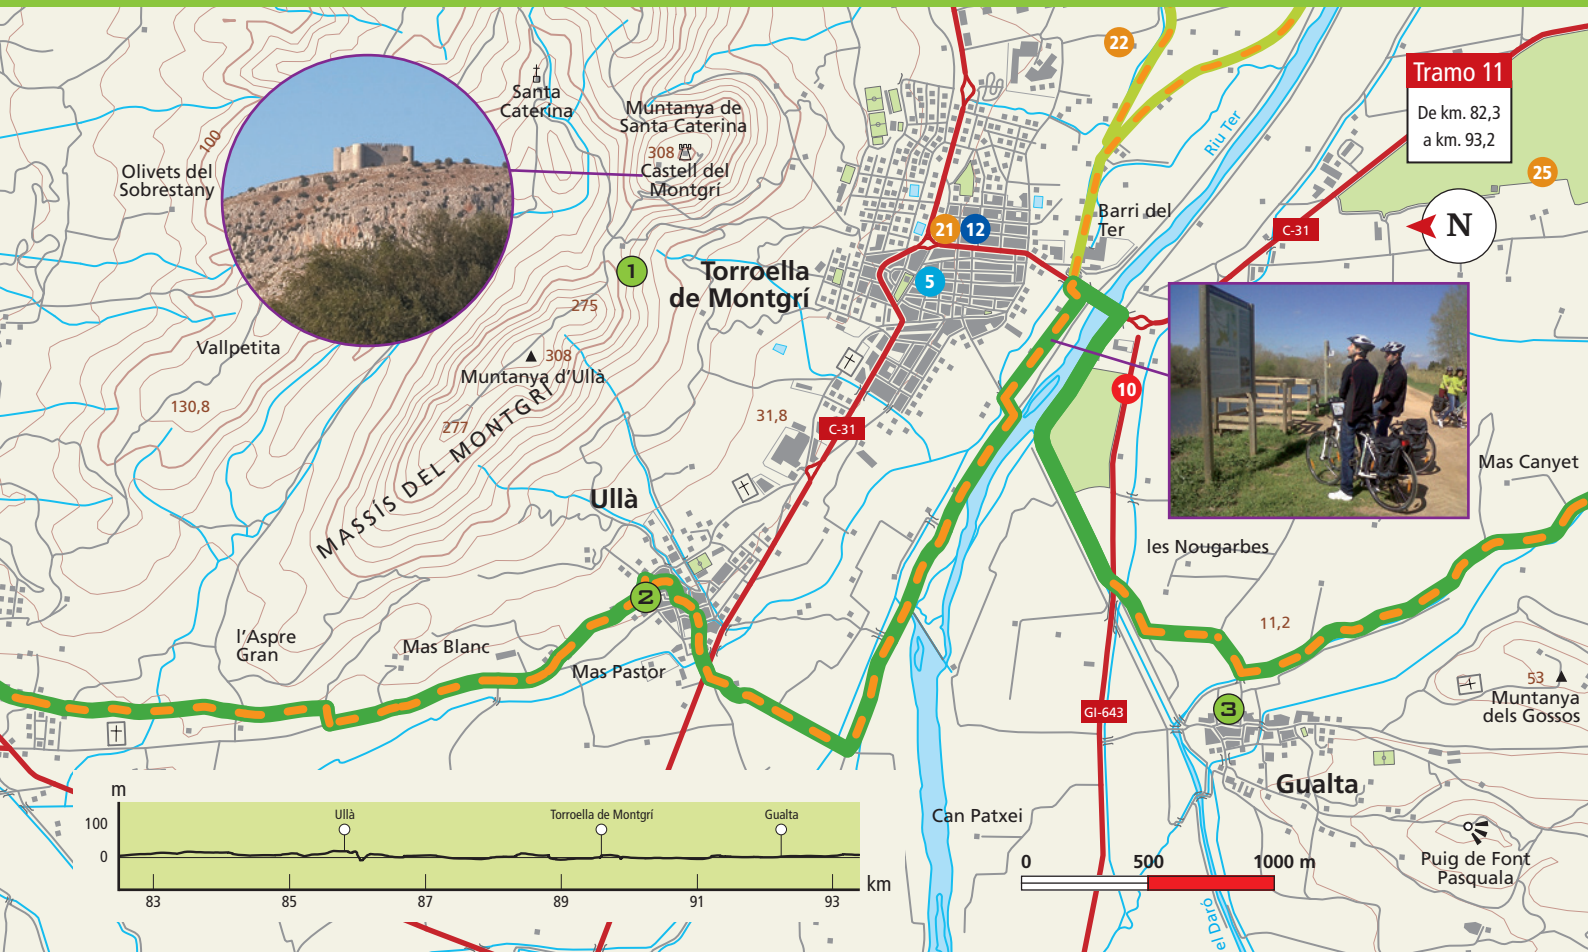 22
Tramo 11
De km. 82,3
a km. 93,2
Santa
Caterina
Muntanya de
Santa Caterina
308
Castell del
Montgrí
100
Olivets del
Sobrestany
Riu Ter
25
Barri del
Ter
C-31
N
21
12
1
Torroella
de Montgrí
5
275
Vallpetita
308
Muntanya d'Ullà
130,8
277
31,8
10
C-31
MASSÍS DEL MONTGRÍ
Mas Canyet
Ullà
les Nougarbes
2
l'Aspre
Gran
Mas Blanc
Mas Pastor
11,2
53
Muntanya
dels Gossos
3
GI-643
Gualta
Can Patxei
Puig de Font
Pasquala
el Daró
0 500 1000 m
m
100
0
Ullà
Torroella de Montgrí
Gualta
km
83 85 87 89 91 93